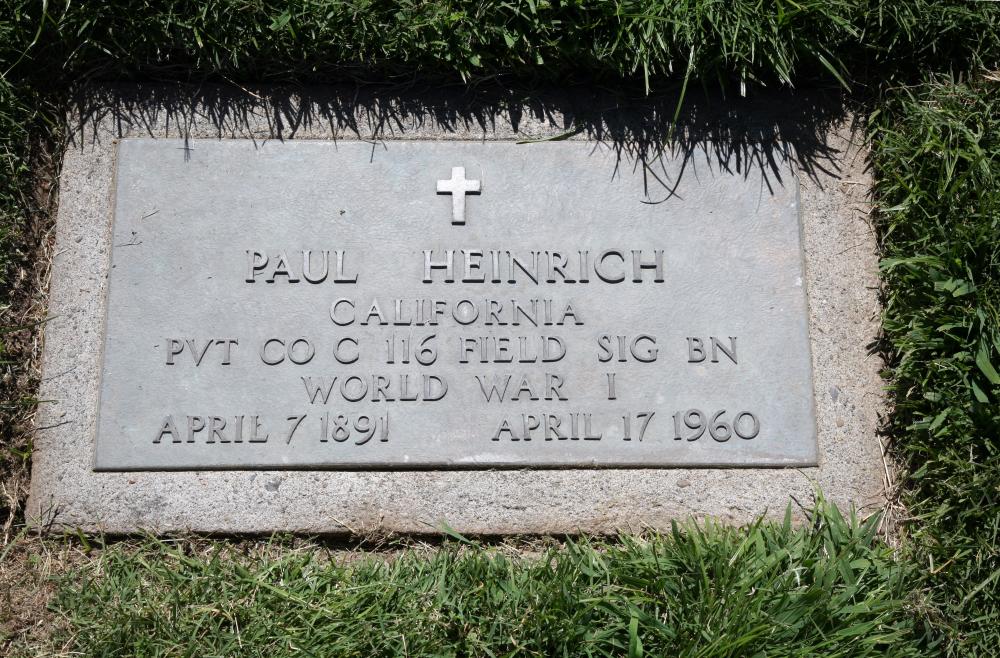 PAUL HEINRICH
CALIFORNIA
PVT CO C 116 FIELD SIG BN
WORLD WAR I
APRIL 7 1891 APRIL 17 1960